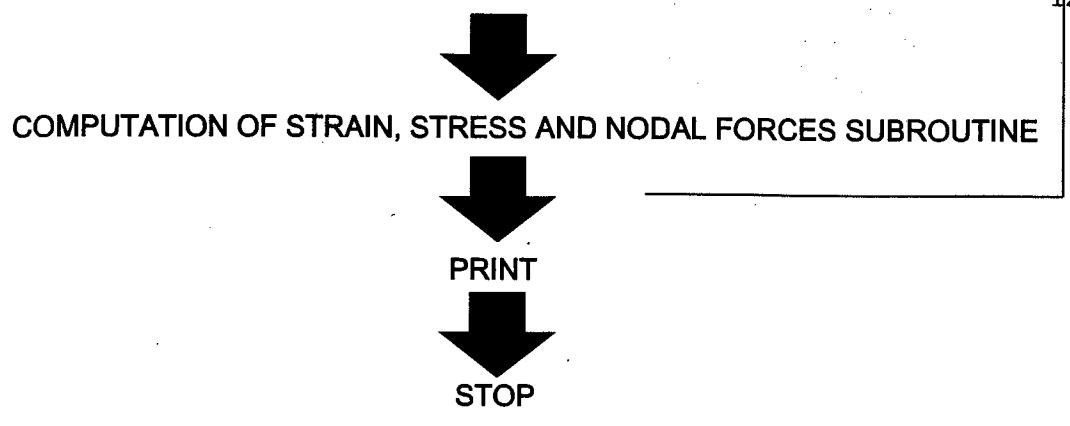 COMPUTATION OF STRAIN, STRESS AND NODAL FORCES SUBROUTINE
PRINT
STOP